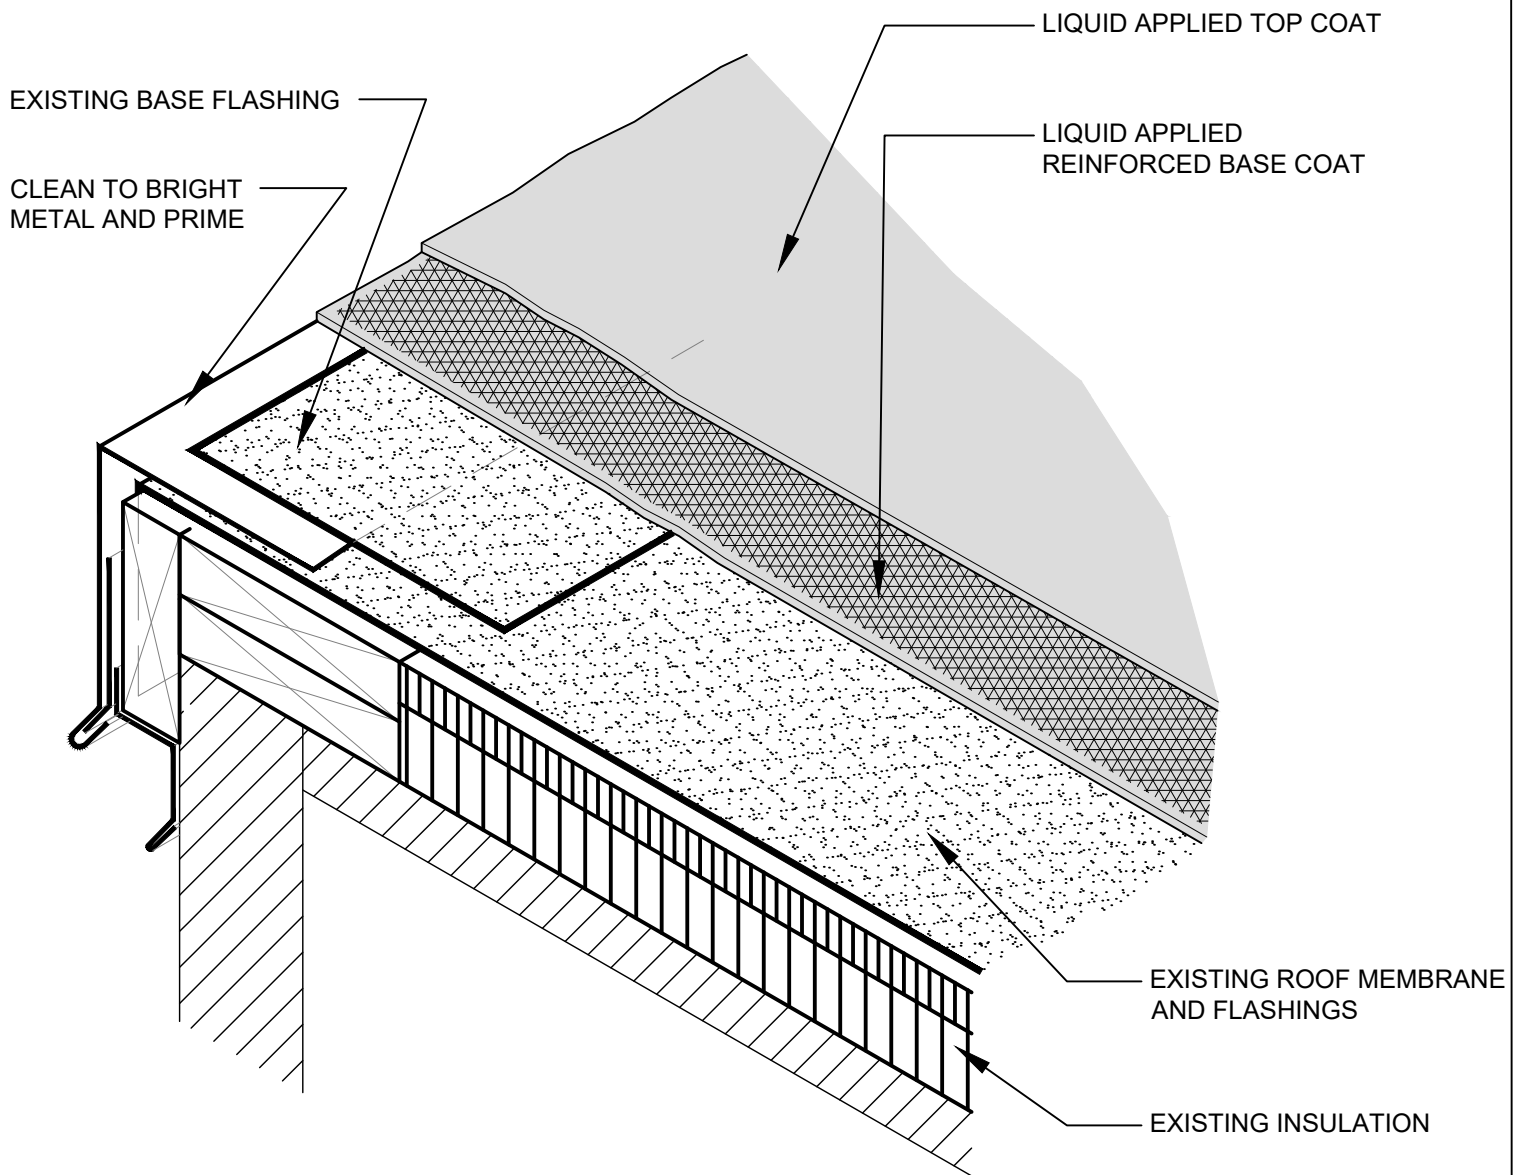 LIQUID APPLIED TOP COAT
EXISTING BASE FLASHING
LIQUID APPLIED
REINFORCED BASE COAT
CLEAN TO BRIGHT
METAL AND PRIME
EXISTING ROOF MEMBRANE
AND FLASHINGS
EXISTING INSULATION